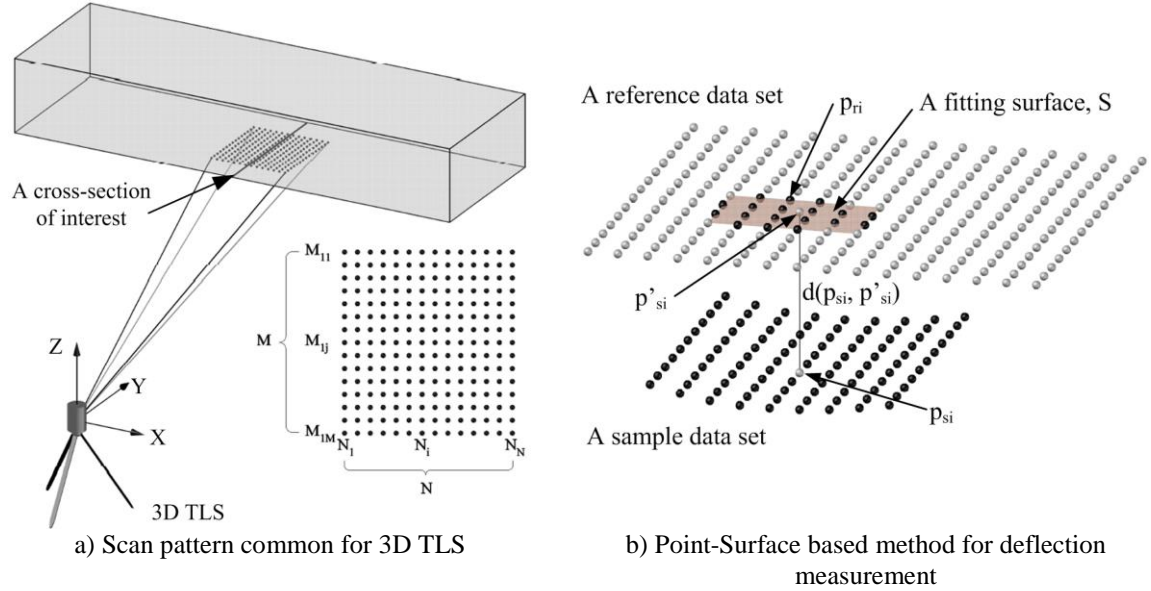 A cross-section
of interest
Z
Y
X
3D TLS
M
M11
M1j
M1M
N1
Ni
NN
N
a) Scan pattern common for 3D TLS
A reference data set
pri
A fitting surface, S
p'si
d(psi, p'si)
psi
A sample data set
b) Point-Surface based method for deflection
measurement